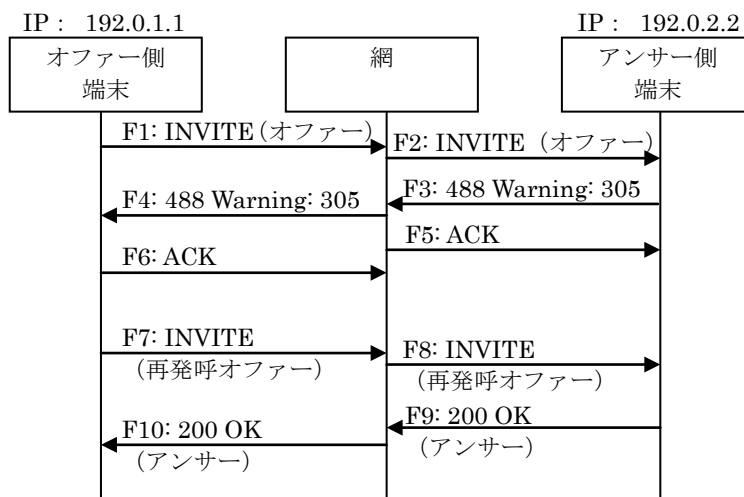 IP : 192.0.1.1
IP : 192.0.2.2
オファー側
端末
網
アンサー側
端末
F1: INVITE (オファー)
F2: INVITE (オファー)
F3: 488 Warning: 305
F4: 488 Warning: 305
F5: ACK
F6: ACK
F7: INVITE
(再発呼オファー)
F8: INVITE
(再発呼オファー)
F9: 200 OK
(アンサー)
F10: 200 OK
(アンサー)